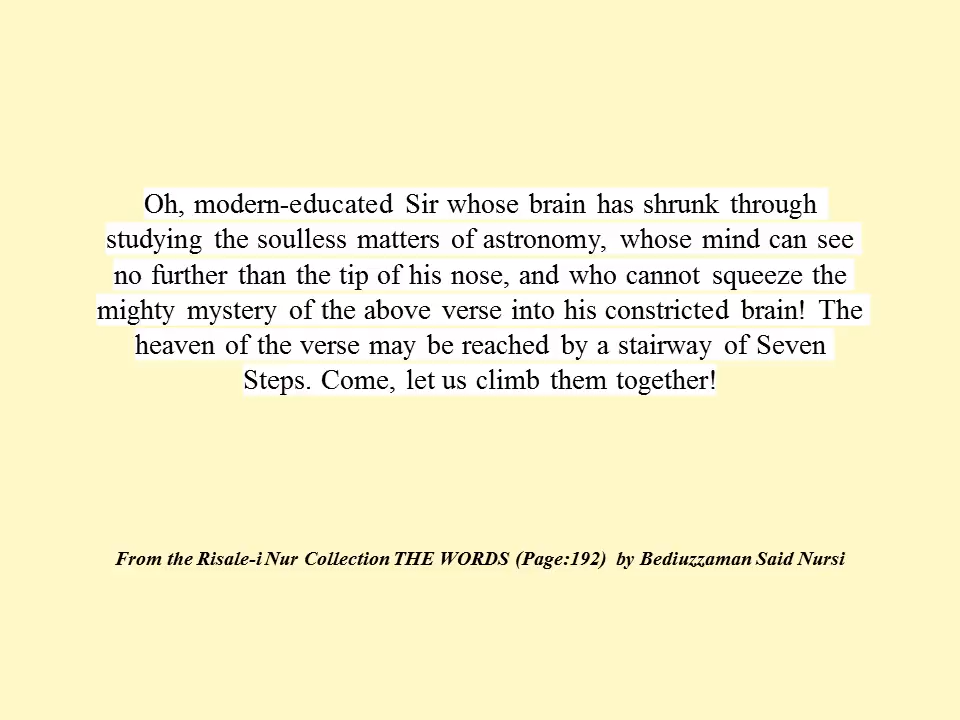 Oh, modern-educated Sir whose brain has shrunk through
studying the soulless matters of astronomy, whose mind can see
no further than the tip of his nose, and who cannot squeeze the
mighty mystery of the above verse into his constricted brain! The
heaven of the verse may be reached by a stairway of Seven
Steps. Come, let us climb them together!
From the Risale-i Nur Collection THE WORDS (Page:192) by Bediuzzaman Said Nursi